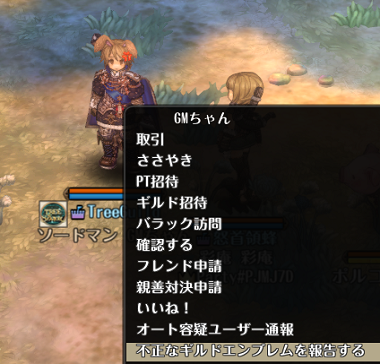 GMちゃん
取引
ささやき
PT招待
ギルド招待
バラック訪問
確認する
フレンド申請
親善対決申請
いいね！
オート容疑ユーザー通報
不正なギルドエンブレムを報告する
TREE
Tree
ソードマン